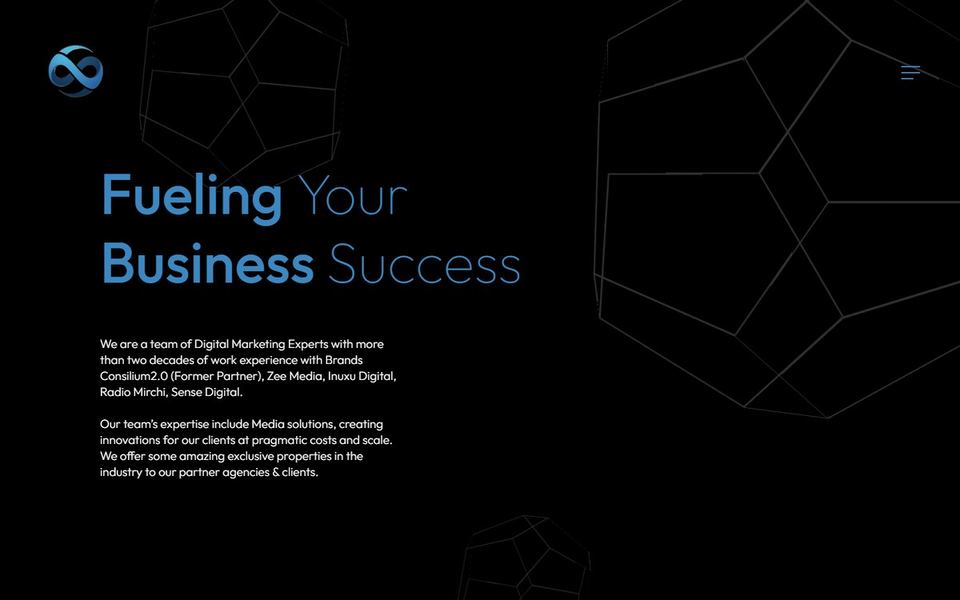 Fueling Your
Business Success
We are a team of Digital Marketing Experts with more
than two decades of work experience with Brands
Consilium2.0 (Former Partner), Zee Media, Inuxu Digital,
Radio Mirchi, Sense Digital.
Our team's expertise include Media solutions, creating
innovations for our clients at pragmatic costs and scale.
We offer some amazing exclusive properties in the
industry to our partner agencies & clients.